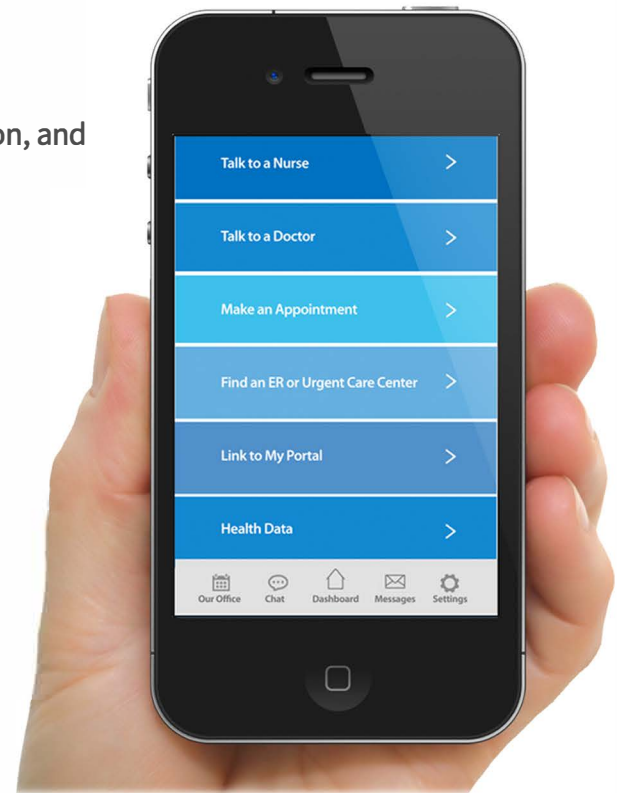 on, and
Talk to a Nurse
Talk to a Doctor
Make an Appointment
Find an ER or Urgent Care Center
Link to My Portal
Health Data
Our Office Chat Dashboard Messages Settings